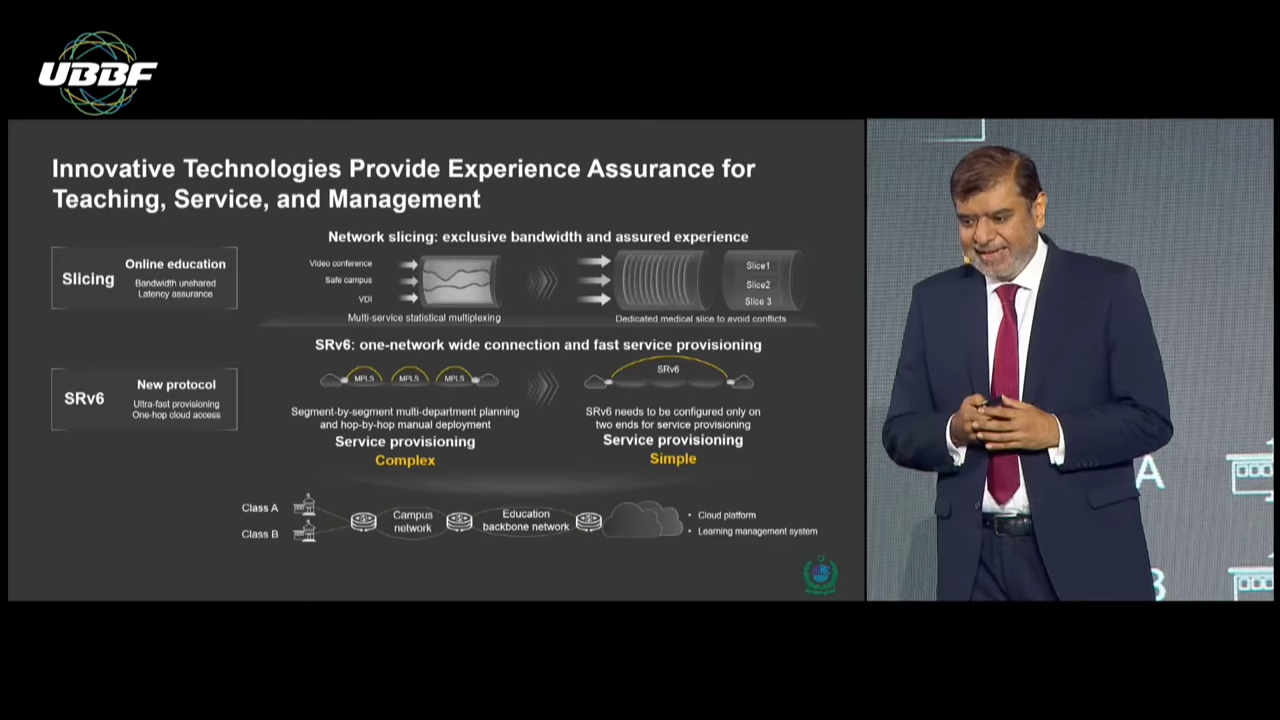 UBBF
Innovative Technologies Provide Experience Assurance for
Teaching, Service, and Management
Network slicing: exclusive bandwidth and assured experience
Slicing
Online education
Bandwidth unshared
Latency assurance
Video conference
Safe campus
VDI
Multi-service statistical multiplexing
Slice1
Slice2
Slice 3
Dedicated medical slice to avoid conflicts
SRv6: one-network wide connection and fast service provisioning
SRv6
New protocol
Ultra-fast provisioning
One-hop cloud access
MPLS
MPLS
MPLS
SRv6
Segment-by-segment multi-department planning
and hop-by-hop manual deployment
Service provisioning
Complex
SRv6 needs to be configured only on
two ends for service provisioning
Service provisioning
Simple
Class A
Class B
Campus
network
Education
backbone network
• Cloud platform
• Learning management system
A